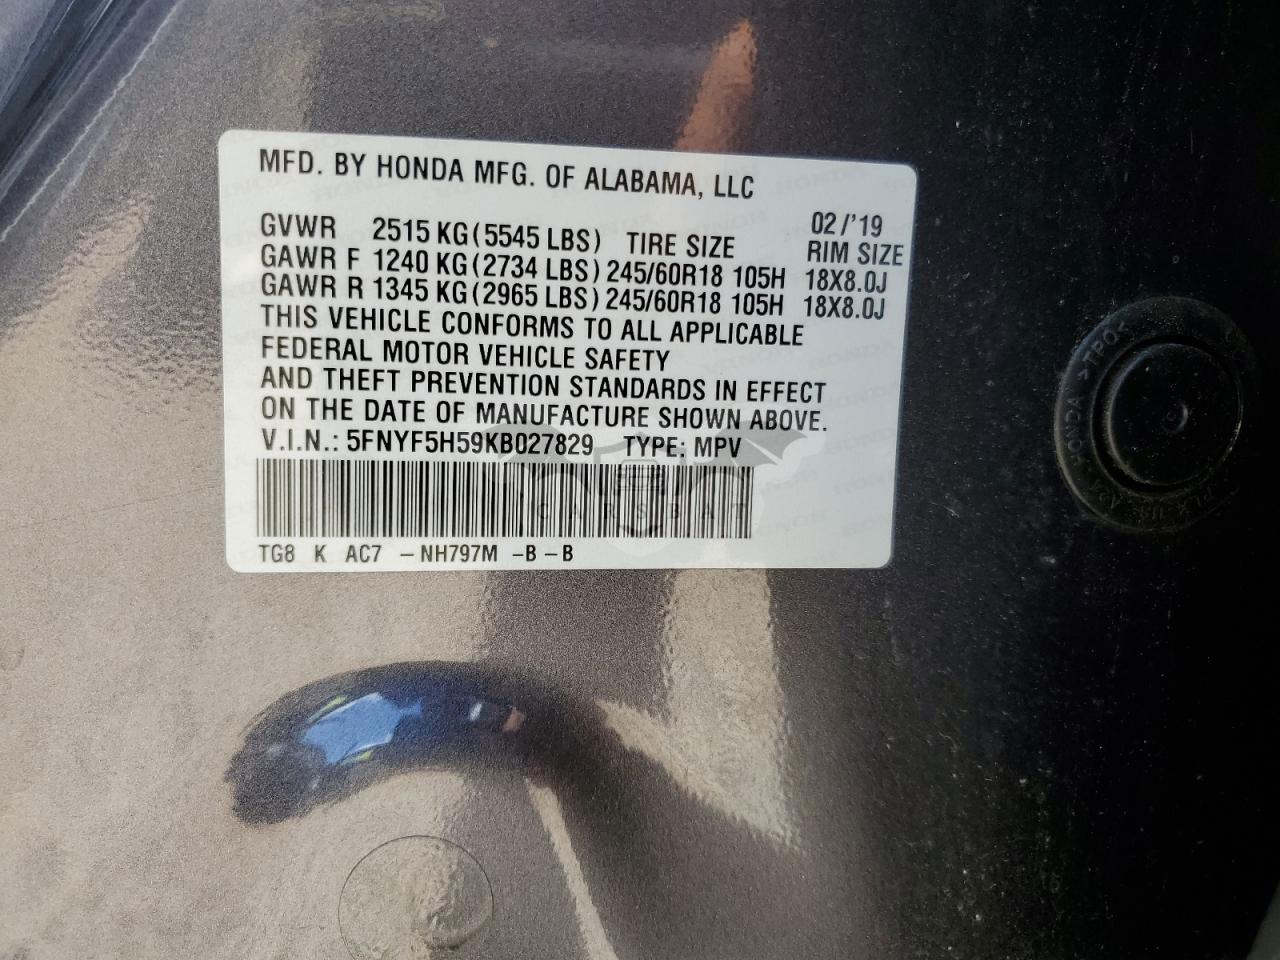 MFD. BY HONDA MFG. OF ALABAMA, LLC
02/'19
GVWR 2515 KG (5545 LBS) TIRE SIZE RIM SIZE
GAWR F 1240 KG (2734 LBS) 245/60R18 105H 18X8.0J
GAWR R 1345 KG (2965 LBS) 245/60R18 105H 18X8.0J
THIS VEHICLE CONFORMS TO ALL APPLICABLE
FEDERAL MOTOR VEHICLE SAFETY
AND THEFT PREVENTION STANDARDS IN EFFECT
ON THE DATE OF MANUFACTURE SHOWN ABOVE.
V.I.N.: 5FNYF5H59KB027829 TYPE: MPV
CARSBAT
TG8 K AC7 -NH797M -B -B
HONDA >TPO<